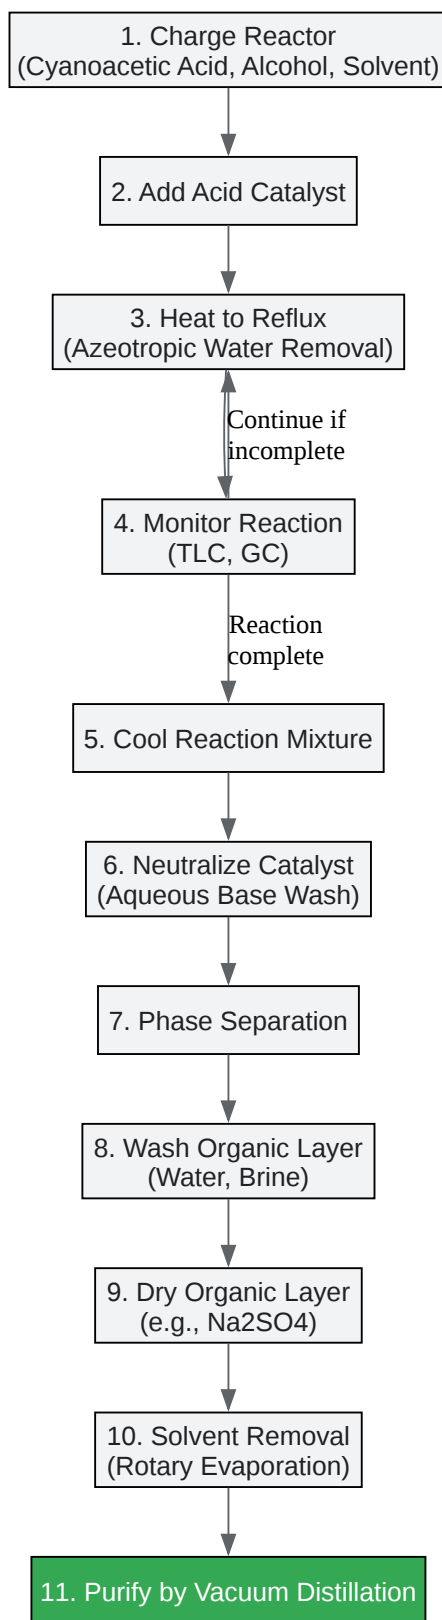 1. Charge Reactor
(Cyanoacetic Acid, Alcohol, Solvent)
2. Add Acid Catalyst
3. Heat to Reflux
(Azeotropic Water Removal)
Continue if
incomplete
4. Monitor Reaction
(TLC, GC)
Reaction
complete
5. Cool Reaction Mixture
6. Neutralize Catalyst
(Aqueous Base Wash)
7. Phase Separation
8. Wash Organic Layer
(Water, Brine)
9. Dry Organic Layer
(e.g., Na2SO4)
10. Solvent Removal
(Rotary Evaporation)
11. Purify by Vacuum Distillation